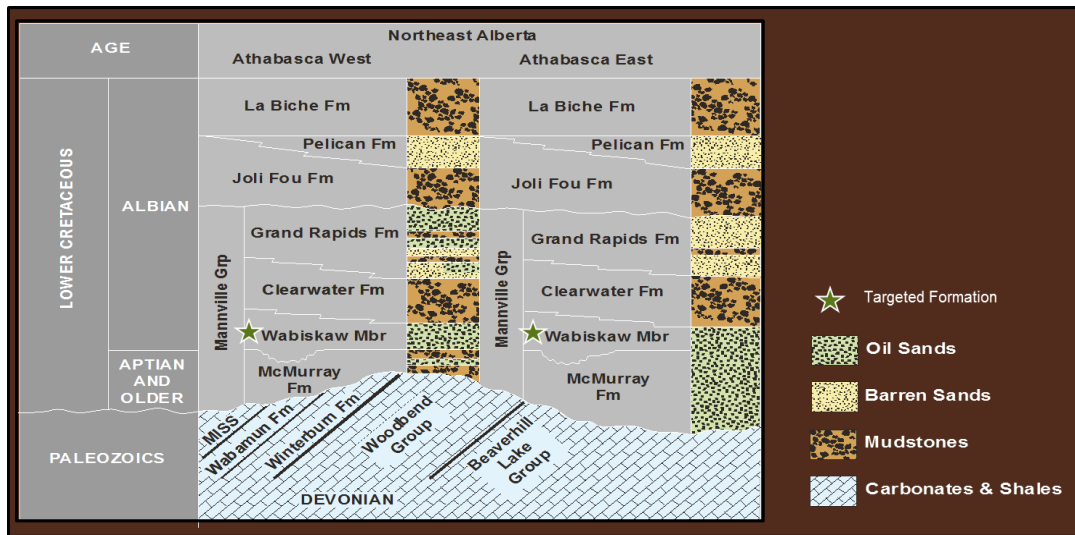 AGE
Northeast Alberta
Athabasca West
Athabasca East
LOWER CRETACEOUS
ALBIAN
APTIAN
AND
OLDER
PALEOZOICS
La Biche Fm
Pelican Fm
Joli Fou Fm
Mannville Grp
Grand Rapids Fm
Clearwater Fm
Wabiskaw Mbr
McMurray
Fm
La Biche Fm
Pelican Fm
Joli Fou Fm
Mannville Grp
Grand Rapids Fm
Clearwater Fm
Wabiskaw Mbr
McMurray
Fm
MISS
Wabamun Fm
Winterburn Fm
Woodbend
Group
Beaverhill
Lake
Group
DEVONIAN
Targeted Formation
Oil Sands
Barren Sands
Mudstones
Carbonates & Shales